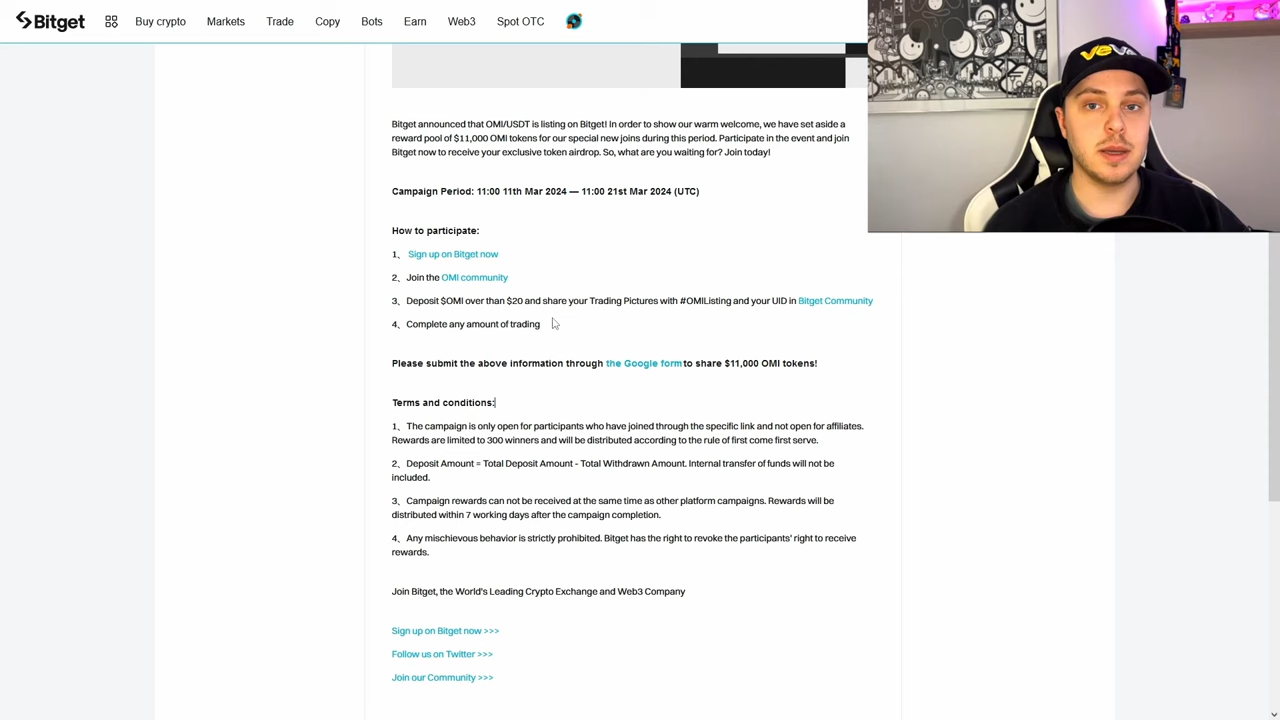 Bitget
Buy crypto
Markets
Trade
Copy
Bots
Earn
Web3
Spot OTC
Bitget announced that OMI/USDT is listing on Bitget! In order to show our warm welcome, we have set aside a
reward pool of $11,000 OMI tokens for our special new joins during this period. Participate in the event and join
Bitget now to receive your exclusive token airdrop. So, what are you waiting for? Join today!
Campaign Period: 11:00 11th Mar 2024 — 11:00 21st Mar 2024 (UTC)
How to participate:
1、 Sign up on Bitget now
2、Join the OMI community
3、Deposit $OMI over than $20 and share your Trading Pictures with #OMIListing and your UID in Bitget Community
4、Complete any amount of trading
Please submit the above information through the Google form to share $11,000 OMI tokens!
Terms and conditions:
1、The campaign is only open for participants who have joined through the specific link and not open for affiliates.
Rewards are limited to 300 winners and will be distributed according to the rule of first come first serve.
2、Deposit Amount = Total Deposit Amount - Total Withdrawn Amount. Internal transfer of funds will not be
included.
3、Campaign rewards can not be received at the same time as other platform campaigns. Rewards will be
distributed within 7 working days after the campaign completion.
4、Any mischievous behavior is strictly prohibited. Bitget has the right to revoke the participants' right to receive
rewards.
Join Bitget, the World's Leading Crypto Exchange and Web3 Company
Sign up on Bitget now >>>
Follow us on Twitter >>>
Join our Community >>>